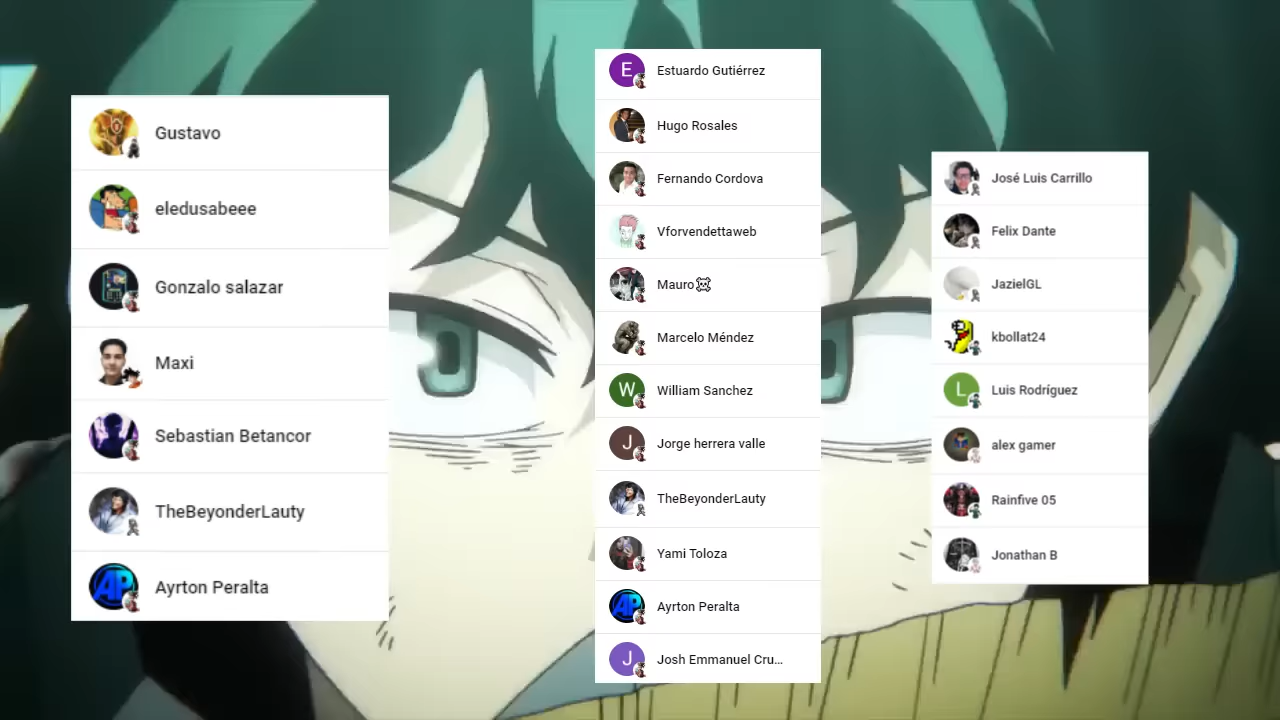 Gustavo
eledusabeee
Gonzalo salazar
Maxi
Sebastian Betancor
TheBeyonderLauty
AP
Ayrton Peralta
E
Estuardo Gutiérrez
Hugo Rosales
Fernando Cordova
Vforvendettaweb
Mauro
Marcelo Méndez
W
William Sanchez
J
Jorge herrera valle
TheBeyonderLauty
Yami Toloza
AP
Ayrton Peralta
J
Josh Emmanuel Cru...
José Luis Carrillo
Felix Dante
JazielGL
kbollat24
L
Luis Rodríguez
alex gamer
Rainfive 05
Jonathan B